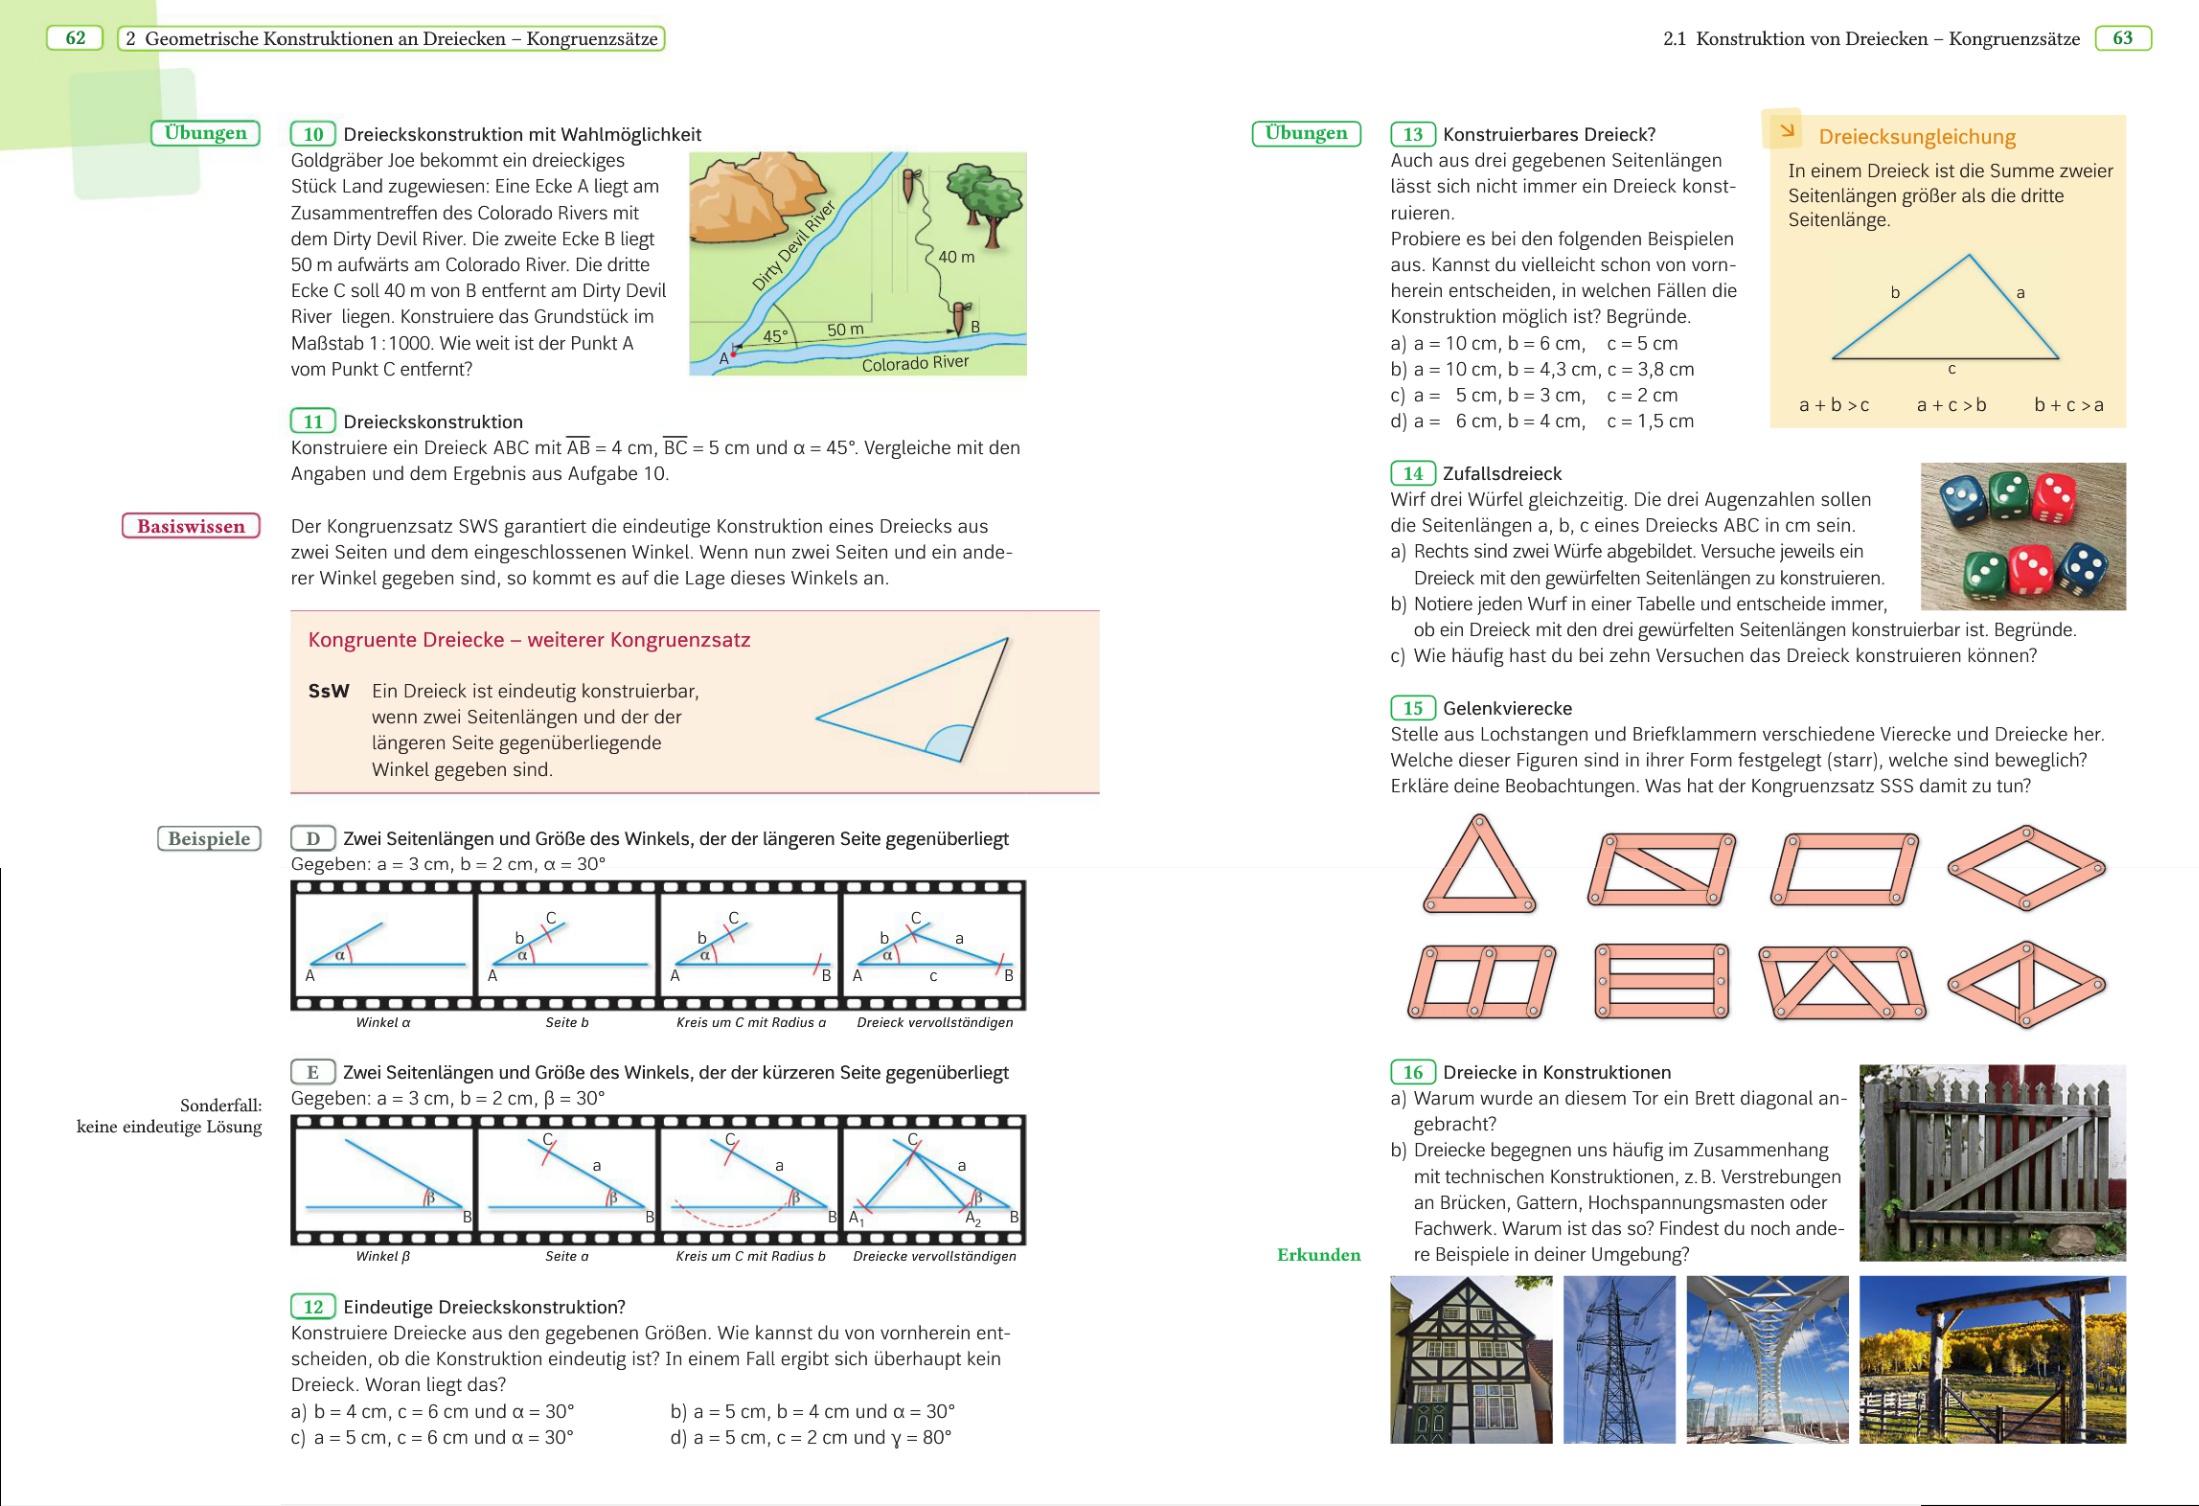 62
2 Geometrische Konstruktionen an Dreiecken – Kongruenzsätze
Übungen
10 Dreieckskonstruktion mit Wahlmöglichkeit
Goldgräber Joe bekommt ein dreieckiges
Stück Land zugewiesen: Eine Ecke A liegt am
Zusammentreffen des Colorado Rivers mit
dem Dirty Devil River. Die zweite Ecke B liegt
50 m aufwärts am Colorado River. Die dritte
Ecke C soll 40 m von B entfernt am Dirty Devil
River liegen. Konstruiere das Grundstück im
Maßstab 1 : 1000. Wie weit ist der Punkt A
vom Punkt C entfernt?
Dirty Devil River
40 m
45°
50 m
B
A
Colorado River
11 Dreieckskonstruktion
Konstruiere ein Dreieck ABC mit A̅B̅ = 4 cm, B̅C̅ = 5 cm und α = 45°. Vergleiche mit den
Angaben und dem Ergebnis aus Aufgabe 10.
Basiswissen
Der Kongruenzsatz SWS garantiert die eindeutige Konstruktion eines Dreiecks aus
zwei Seiten und dem eingeschlossenen Winkel. Wenn nun zwei Seiten und ein ande-
rer Winkel gegeben sind, so kommt es auf die Lage dieses Winkels an.
Kongruente Dreiecke – weiterer Kongruenzsatz
SsW Ein Dreieck ist eindeutig konstruierbar,
wenn zwei Seitenlängen und der der
längeren Seite gegenüberliegende
Winkel gegeben sind.
Beispiele
D Zwei Seitenlängen und Größe des Winkels, der der längeren Seite gegenüberliegt
Gegeben: a = 3 cm, b = 2 cm, α = 30°
A α
A b α C
A b α C B
A b α C a c B
Winkel α
Seite b
Kreis um C mit Radius a
Dreieck vervollständigen
E Zwei Seitenlängen und Größe des Winkels, der der kürzeren Seite gegenüberliegt
Gegeben: a = 3 cm, b = 2 cm, β = 30°
Sonderfall:
keine eindeutige Lösung
β B
C a β B
C a β B
C a β A₁ A₂ B
Winkel β
Seite a
Kreis um C mit Radius b
Dreiecke vervollständigen
12 Eindeutige Dreieckskonstruktion?
Konstruiere Dreiecke aus den gegebenen Größen. Wie kannst du von vornherein ent-
scheiden, ob die Konstruktion eindeutig ist? In einem Fall ergibt sich überhaupt kein
Dreieck. Woran liegt das?
a) b = 4 cm, c = 6 cm und α = 30° b) a = 5 cm, b = 4 cm und α = 30°
c) a = 5 cm, c = 6 cm und α = 30° d) a = 5 cm, c = 2 cm und γ = 80°
2.1 Konstruktion von Dreiecken – Kongruenzsätze
63
Übungen
13 Konstruierbares Dreieck?
Auch aus drei gegebenen Seitenlängen
lässt sich nicht immer ein Dreieck konst-
ruieren.
Probiere es bei den folgenden Beispielen
aus. Kannst du vielleicht schon von vorn-
herein entscheiden, in welchen Fällen die
Konstruktion möglich ist? Begründe.
a) a = 10 cm, b = 6 cm, c = 5 cm
b) a = 10 cm, b = 4,3 cm, c = 3,8 cm
c) a = 5 cm, b = 3 cm, c = 2 cm
d) a = 6 cm, b = 4 cm, c = 1,5 cm
Dreiecksungleichung
In einem Dreieck ist die Summe zweier
Seitenlängen größer als die dritte
Seitenlänge.
b a
c
a + b > c a + c > b b + c > a
14 Zufallsdreieck
Wirf drei Würfel gleichzeitig. Die drei Augenzahlen sollen
die Seitenlängen a, b, c eines Dreiecks ABC in cm sein.
a) Rechts sind zwei Würfe abgebildet. Versuche jeweils ein
Dreieck mit den gewürfelten Seitenlängen zu konstruieren.
b) Notiere jeden Wurf in einer Tabelle und entscheide immer,
ob ein Dreieck mit den drei gewürfelten Seitenlängen konstruierbar ist. Begründe.
c) Wie häufig hast du bei zehn Versuchen das Dreieck konstruieren können?
15 Gelenkvierecke
Stelle aus Lochstangen und Briefklammern verschiedene Vierecke und Dreiecke her.
Welche dieser Figuren sind in ihrer Form festgelegt (starr), welche sind beweglich?
Erkläre deine Beobachtungen. Was hat der Kongruenzsatz SSS damit zu tun?
16 Dreiecke in Konstruktionen
a) Warum wurde an diesem Tor ein Brett diagonal an-
gebracht?
b) Dreiecke begegnen uns häufig im Zusammenhang
mit technischen Konstruktionen, z. B. Verstrebungen
an Brücken, Gattern, Hochspannungsmasten oder
Fachwerk. Warum ist das so? Findest du noch ande-
re Beispiele in deiner Umgebung?
Erkunden